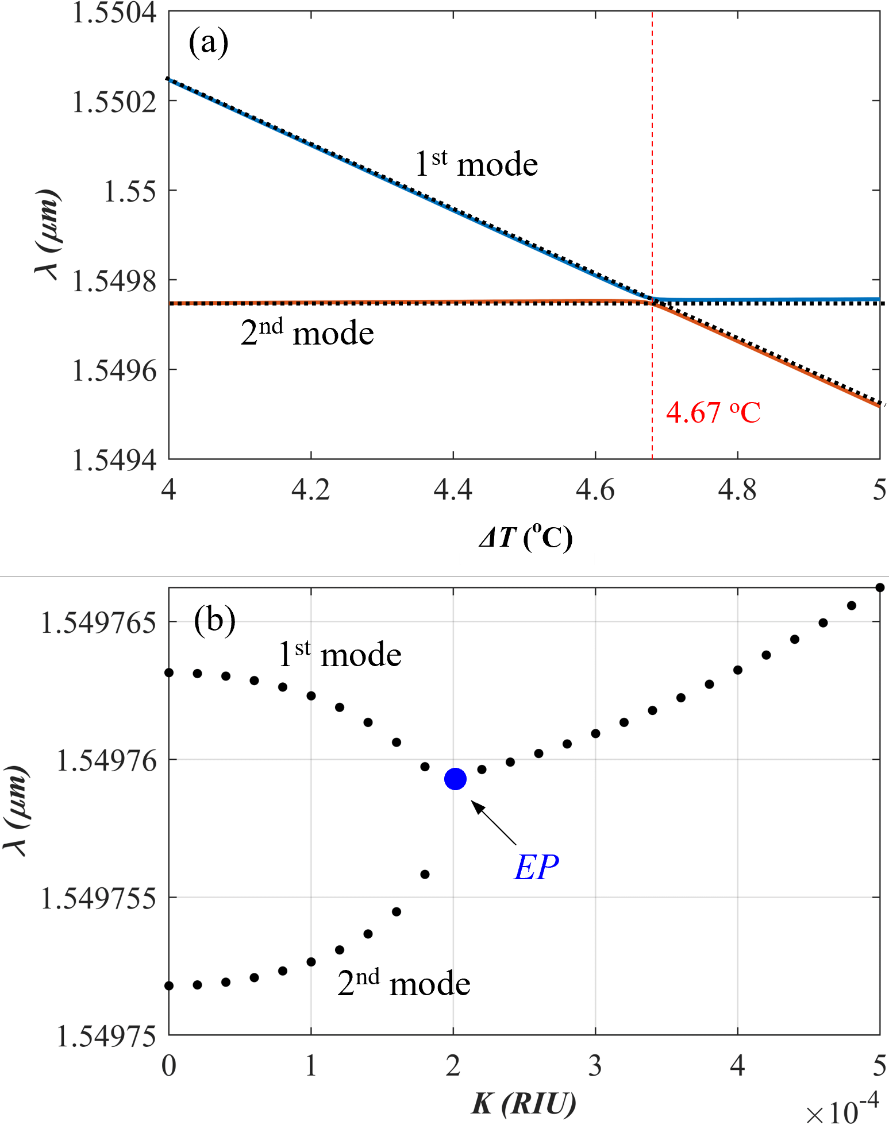 (a)
1.5504
1.5502
1.55
1.5498
1.5496
1.5494
λ (μm)
1st mode
2nd mode
4.67 oC
4 4.2 4.4 4.6 4.8 5
ΔT (oC)
(b)
1.549765
1.54976
1.549755
1.54975
λ (μm)
1st mode
EP
2nd mode
0 1 2 3 4 5
K (RIU)
×10-4